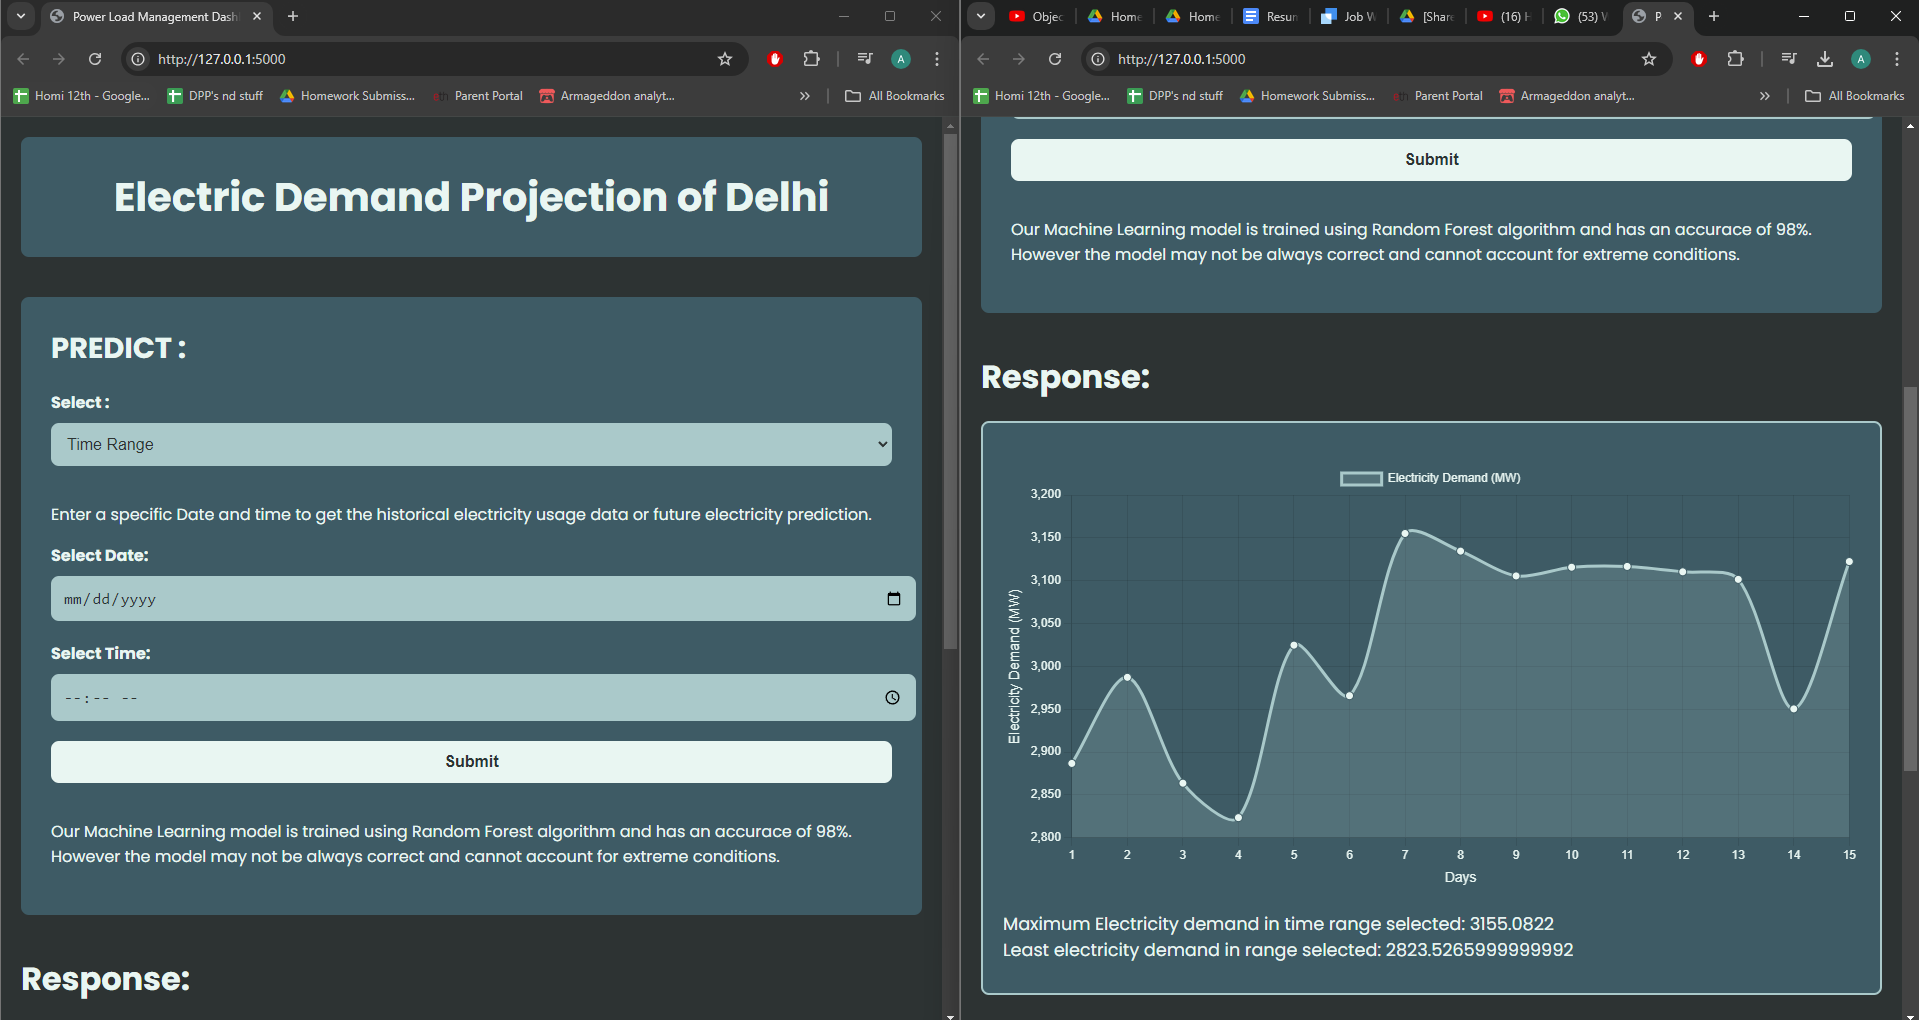 Power Load Management Dash
http://127.0.0.1:5000
A
Homi 12th - Google...
DPP's nd stuff
Homework Submiss...
Parent Portal
Armageddon analyt...
All Bookmarks
Electric Demand Projection of Delhi
PREDICT :
Select :
Time Range
Enter a specific Date and time to get the historical electricity usage data or future electricity prediction.
Select Date:
mm/dd/yyyy
Select Time:
--:-- --
Submit
Our Machine Learning model is trained using Random Forest algorithm and has an accurace of 98%.
However the model may not be always correct and cannot account for extreme conditions.
Response:
Objec
Home
Home
Resun
Job W
[Share
(16) H
(53) W
P
http://127.0.0.1:5000
A
Homi 12th - Google...
DPP's nd stuff
Homework Submiss...
Parent Portal
Armageddon analyt...
All Bookmarks
Submit
Our Machine Learning model is trained using Random Forest algorithm and has an accurace of 98%.
However the model may not be always correct and cannot account for extreme conditions.
Response:
Electricity Demand (MW)
3,200
3,150
3,100
3,050
3,000
2,950
2,900
2,850
2,800
Electricity Demand (MW)
1 2 3 4 5 6 7 8 9 10 11 12 13 14 15
Days
Maximum Electricity demand in time range selected: 3155.0822
Least electricity demand in range selected: 2823.5265999999992